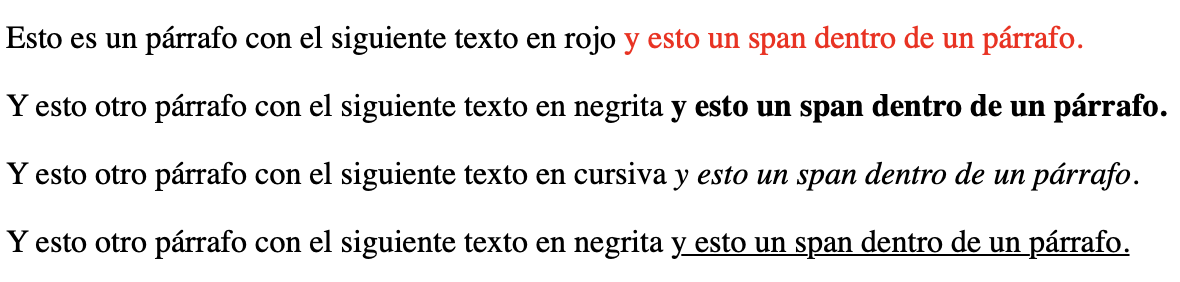 Esto es un párrafo con el siguiente texto en rojo y esto un span dentro de un párrafo.
Y esto otro párrafo con el siguiente texto en negrita y esto un span dentro de un párrafo.
Y esto otro párrafo con el siguiente texto en cursiva y esto un span dentro de un párrafo.
Y esto otro párrafo con el siguiente texto en negrita y esto un span dentro de un párrafo.